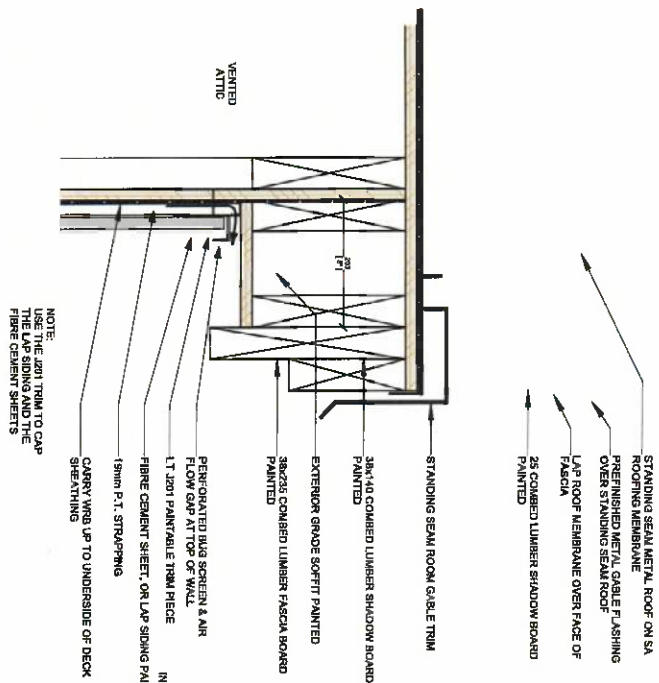 STANDING SEAM METAL ROOF ON SA
ROOFING MEMBRANE
PREFINISHED METAL GABLE FLASHING
OVER STANDING SEAM ROOF
LAP ROOF MEMBRANE OVER FACE OF
FASCIA
25 COMBED LUMBER SHADOW BOARD
PAINTED
STANDING SEAM ROOM GABLE TRIM
38x140 COMBED LUMBER SHADOW BOARD
PAINTED
EXTERIOR GRADE SOFFIT PAINTED
38x235 COMBED LUMBER FASCIA BOARD
PAINTED
PERFORATED BUG SCREEN & AIR
FLOW GAP AT TOP OF WALL
LT J201 PAINTABLE TRIM PIECE
IN
FIBRE CEMENT SHEET, OR LAP SIDING PAI
19mm P.T. STRAPPING
CARRY WRB UP TO UNDERSIDE OF DECK
SHEATHING
VENTED
ATTIC
203
[8"]
NOTE:
USE THE J201 TRIM TO CAP
THE LAP SIDING AND THE
FIBRE CEMENT SHEETS